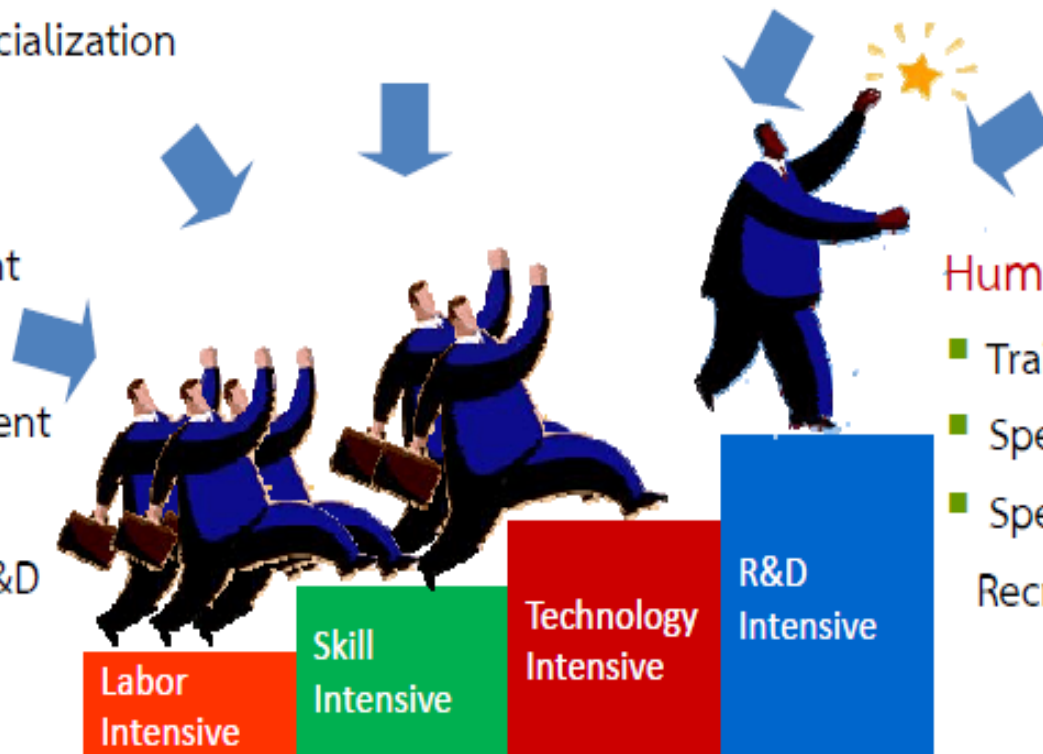 cialization
nt
ent
&D
Hum
Tra
Spe
Spe
Recr
Labor
Intensive
Skill
Intensive
Technology
Intensive
R&D
Intensive